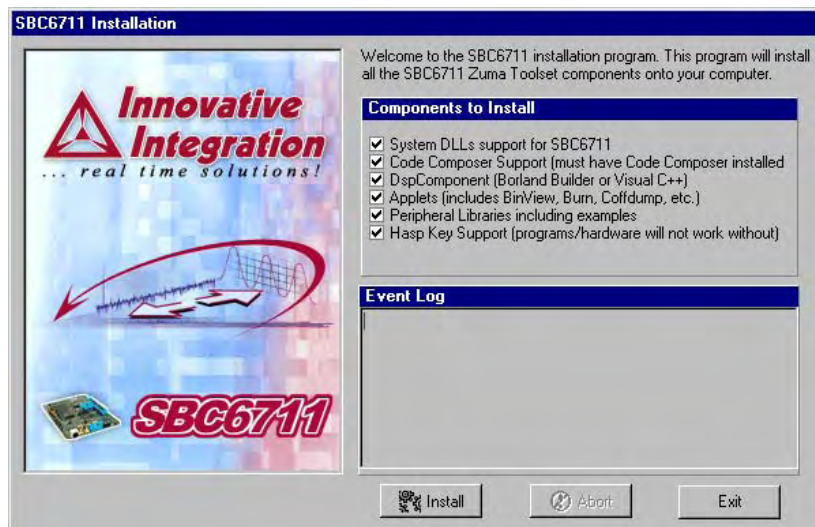 SBC6711 Installation
Innovative
Integration
... real time solutions!
SBC6711
Welcome to the SBC6711 installation program. This program will install
all the SBC6711 Zuma Toolset components onto your computer.
Components to Install
System DLLs support for SBC6711
Code Composer Support (must have Code Composer installed
DspComponent (Borland Builder or Visual C++)
Applets (includes BinView, Burn, Coffdump, etc.)
Peripheral Libraries including examples
Hasp Key Support (programs/hardware will not work without)
Event Log
Install
Abort
Exit